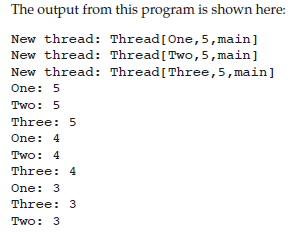 The output from this program is shown here:
New thread: Thread[One,5,main]
New thread: Thread[Two,5,main]
New thread: Thread[Three,5,main]
One: 5
Two: 5
Three: 5
One: 4
Two: 4
Three: 4
One: 3
Three: 3
Two: 3